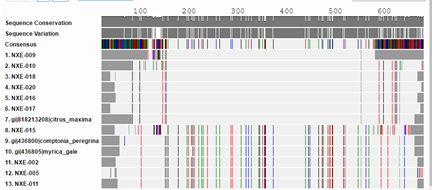 100 200 300 400 500 600
Sequence Conservation
Sequence Variation
Consensus
1. NXE-009
2. NXE-010
3. NXE-018
4. NXE-020
5. NXE-016
6. NXE-017
7. gi|818213208|citrus_maxima
8. NXE-015
9. gi|436800|comptonia_peregrina
10. gi|436805|myrica_gale
11. NXE-002
12. NXE-005
13. NXE-011